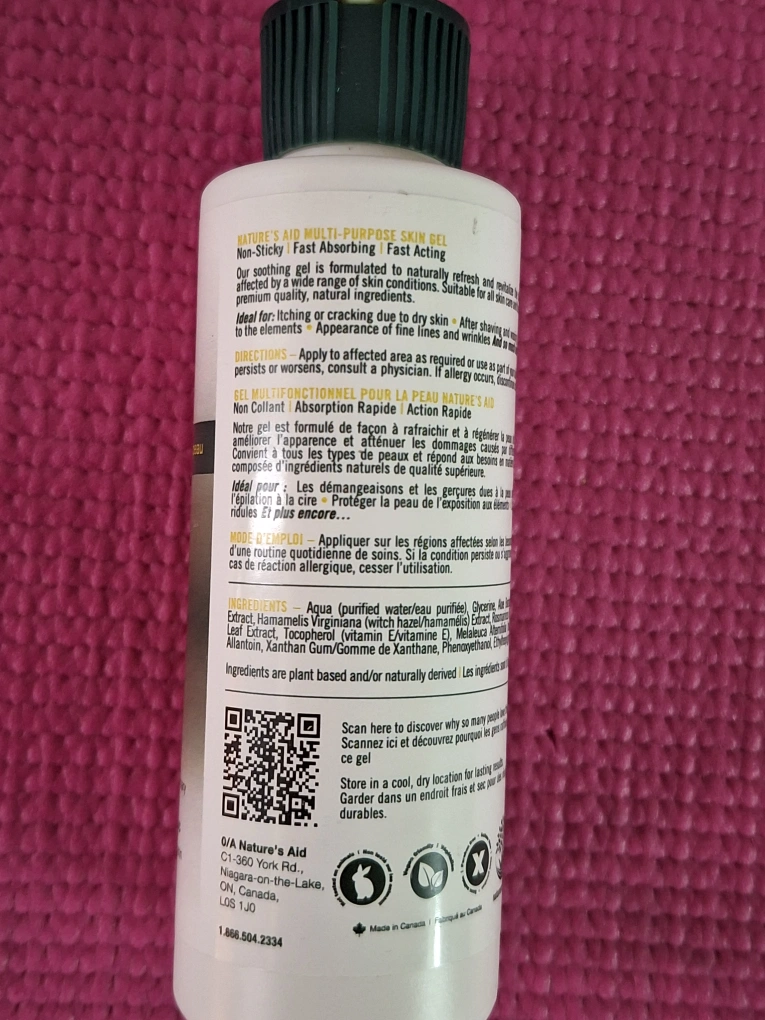 NATURE'S AID MULTI-PURPOSE SKIN GEL
Non-Sticky | Fast Absorbing | Fast Acting
Our soothing gel is formulated to naturally refresh and revitalize
affected by a wide range of skin conditions. Suitable for all skin
premium quality, natural ingredients.
Ideal for: Itching or cracking due to dry skin • After shaving and
to the elements • Appearance of fine lines and wrinkles And so
DIRECTIONS – Apply to affected area as required or use as part
persists or worsens, consult a physician. If allergy occurs,
GEL MULTIFONCTIONNEL POUR LA PEAU NATURE'S AID
Non Collant | Absorption Rapide | Action Rapide
Notre gel est formulé de façon à rafraichir et à régénérer la
améliorer l'apparence et atténuer les dommages causés par
Convient à tous les types de peaux et répond aux besoins en
composée d'ingrédients naturels de qualité supérieure.
Idéal pour : Les démangeaisons et les gerçures dues à la
l'épilation à la cire • Protéger la peau de l'exposition aux éléments
ridules Et plus encore...
MODE D'EMPLOI – Appliquer sur les régions affectées selon les
d'une routine quotidienne de soins. Si la condition persiste ou
cas de réaction allergique, cesser l'utilisation.
INGREDIENTS – Aqua (purified water/eau purifiée), Glycerine, Aloe
Extract, Hamamelis Virginiana (witch hazel/hamamélis) Extract,
Leaf Extract, Tocopherol (vitamin E/vitamine E), Melaleuca
Allantoin, Xanthan Gum/Gomme de Xanthane, Phenoxyethanol,
Ingredients are plant based and/or naturally derived | Les ingrédients
Scan here to discover why so many people
Scannez ici et découvrez pourquoi les gens
ce gel
Store in a cool, dry location for lasting results.
Garder dans un endroit frais et sec pour des
durables.
O/A Nature's Aid
C1-360 York Rd.,
Niagara-on-the-Lake,
ON, Canada,
L0S 1J0
1.866.504.2334
Made in Canada | Fabriqué au Canada